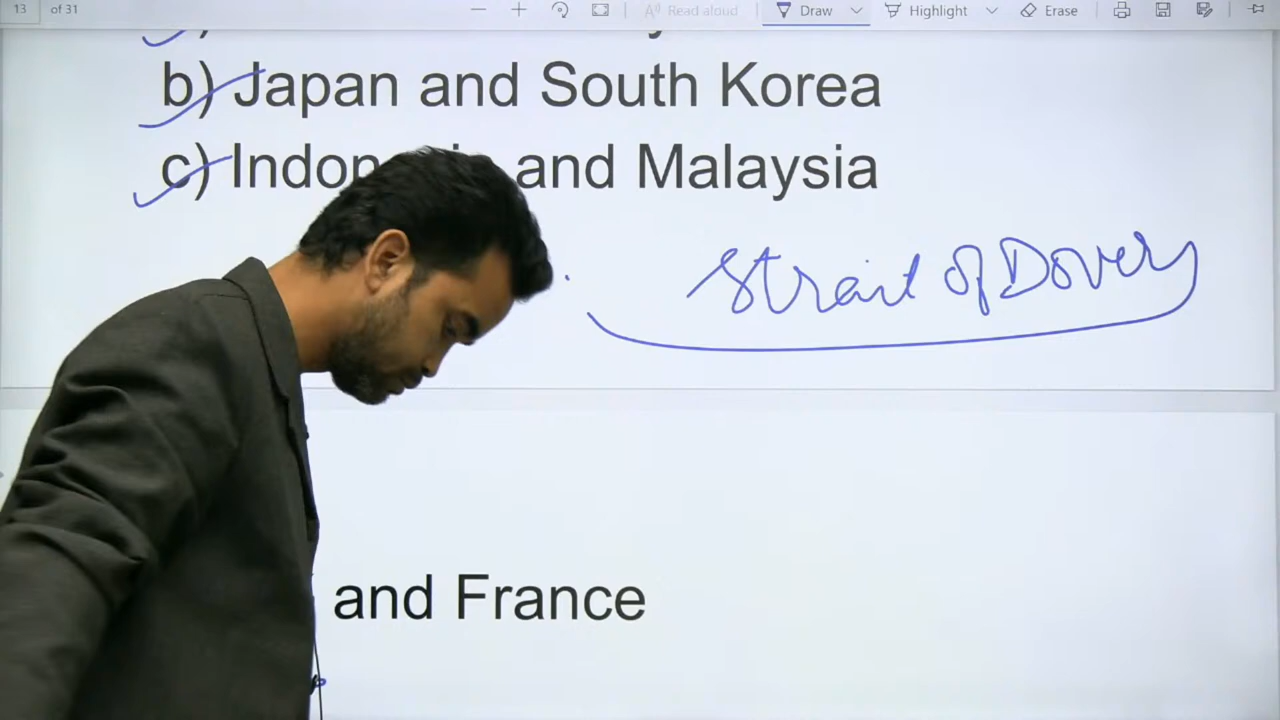 13 of 31
Read aloud
Draw
Highlight
Erase
b) Japan and South Korea
c) and Malaysia
Strait of Dover
and France